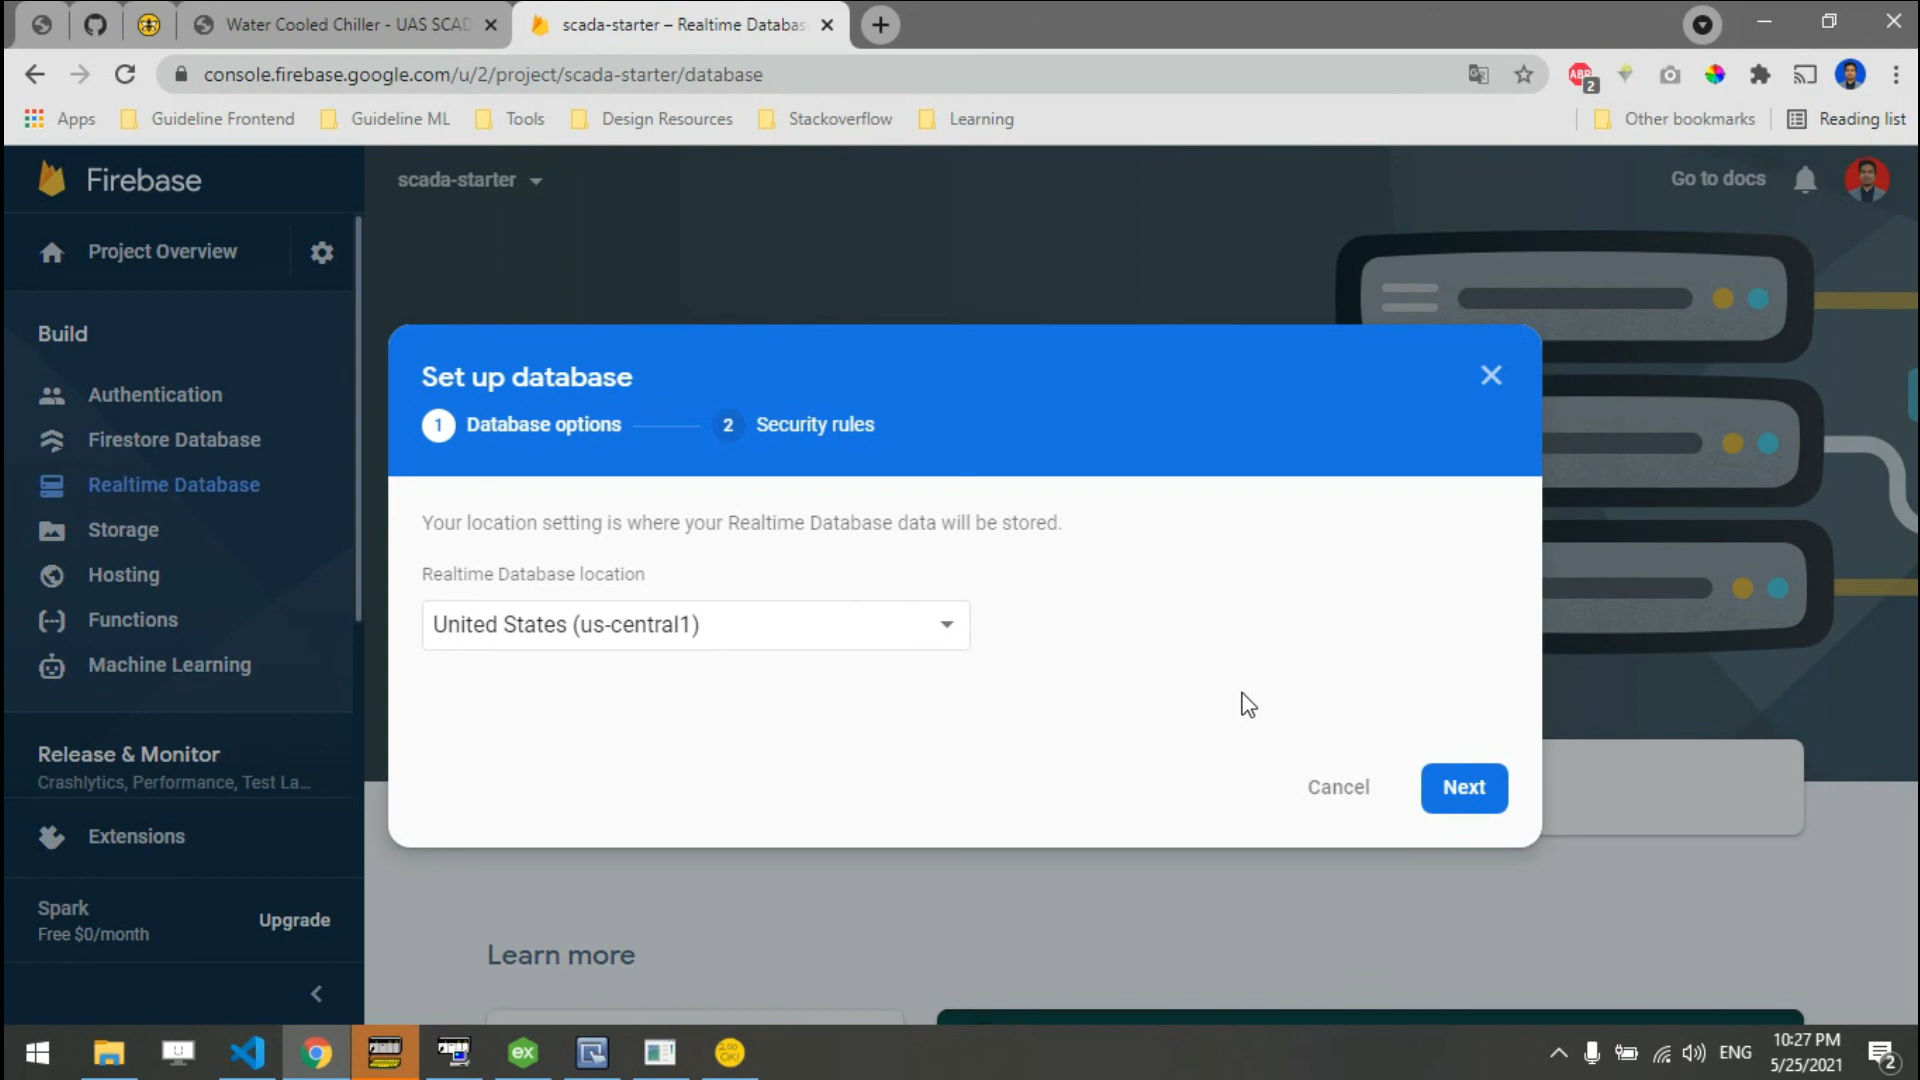 Water Cooled Chiller - UAS SCAD
scada-starter – Realtime Databas
console.firebase.google.com/u/2/project/scada-starter/database
ABP
2
Apps
Guideline Frontend
Guideline ML
Tools
Design Resources
Stackoverflow
Learning
Other bookmarks
Reading list
Firebase
scada-starter
Go to docs
Project Overview
Build
Authentication
Firestore Database
Realtime Database
Storage
Hosting
Functions
Machine Learning
Release & Monitor
Crashlytics, Performance, Test La...
Extensions
Spark
Free $0/month
Upgrade
Set up database
1 Database options
2 Security rules
Your location setting is where your Realtime Database data will be stored.
Realtime Database location
United States (us-central1)
Cancel
Next
Learn more
ex
ENG
10:27 PM
5/25/2021
2